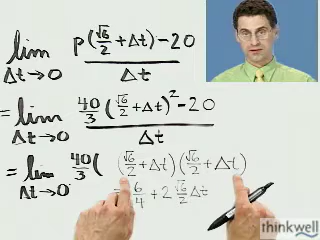 lim Δt→0 (p(√6/2 + Δt) − 20) / Δt
= lim Δt→0 (40/3 (√6/2 + Δt)² − 20) / Δt
= lim Δt→0 40/3 ( (√6/2 + Δt)(√6/2 + Δt)
6/4 + 2 √6/2 Δt
thinkwell